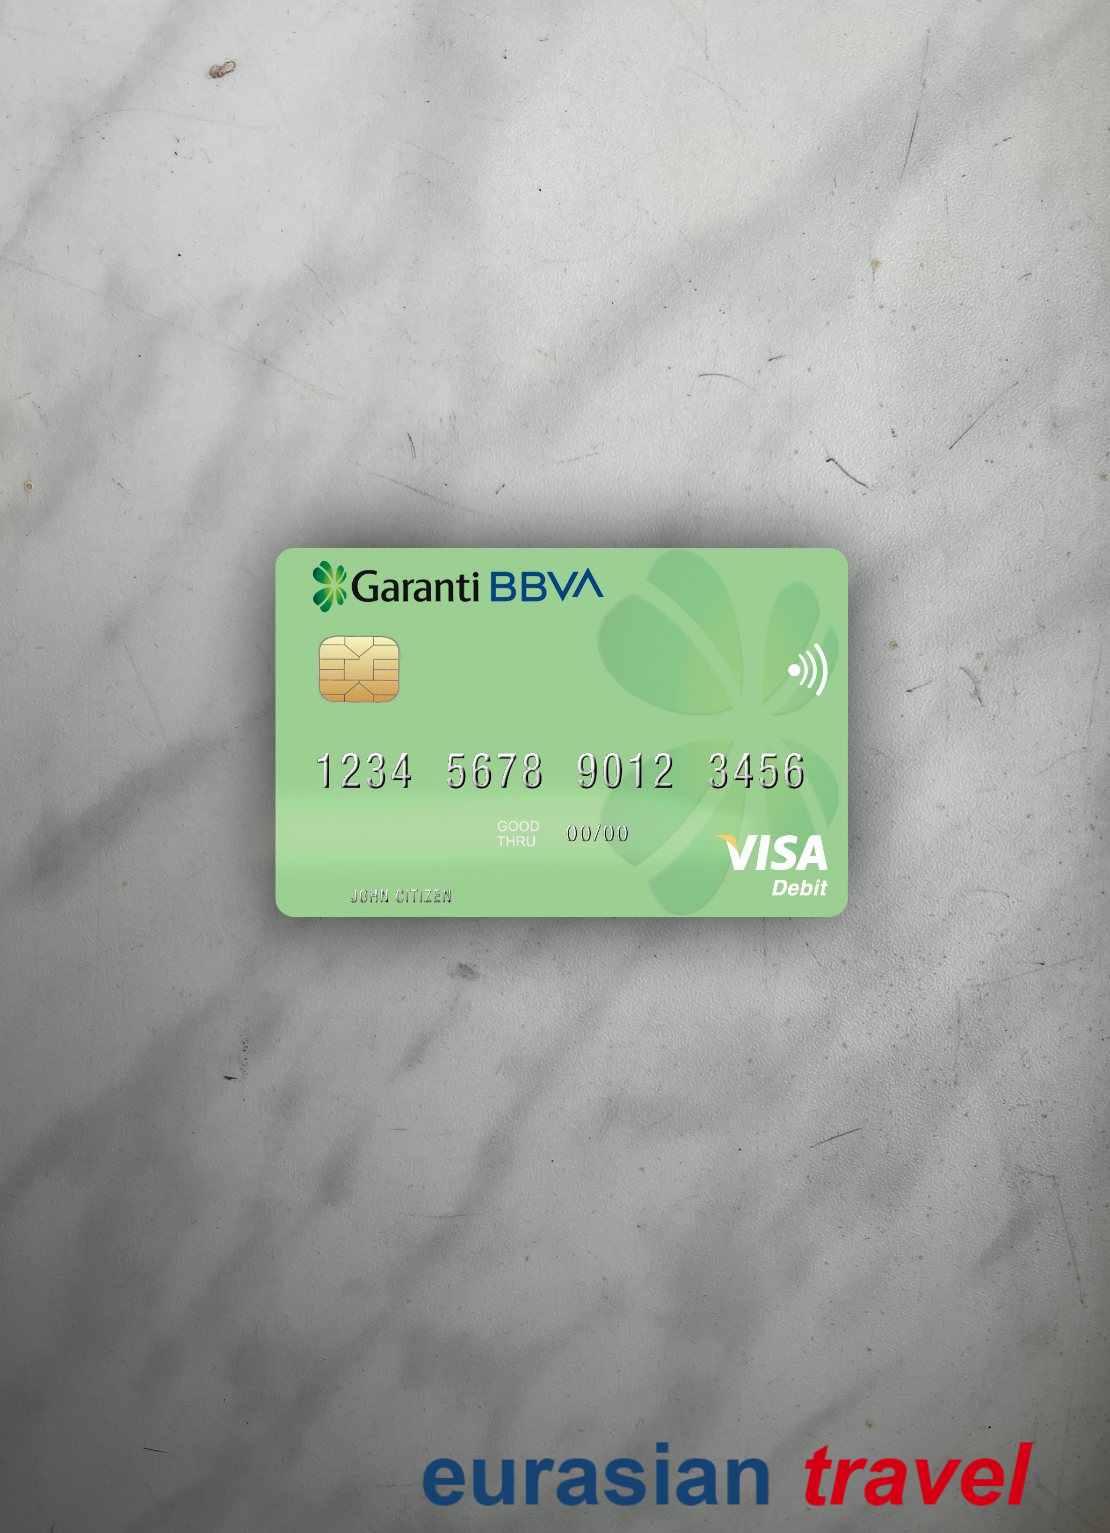 Garanti BBVA
1234 5678 9012 3456
GOOD
THRU 00/00
VISA
Debit
JOHN CITIZEN
eurasian travel